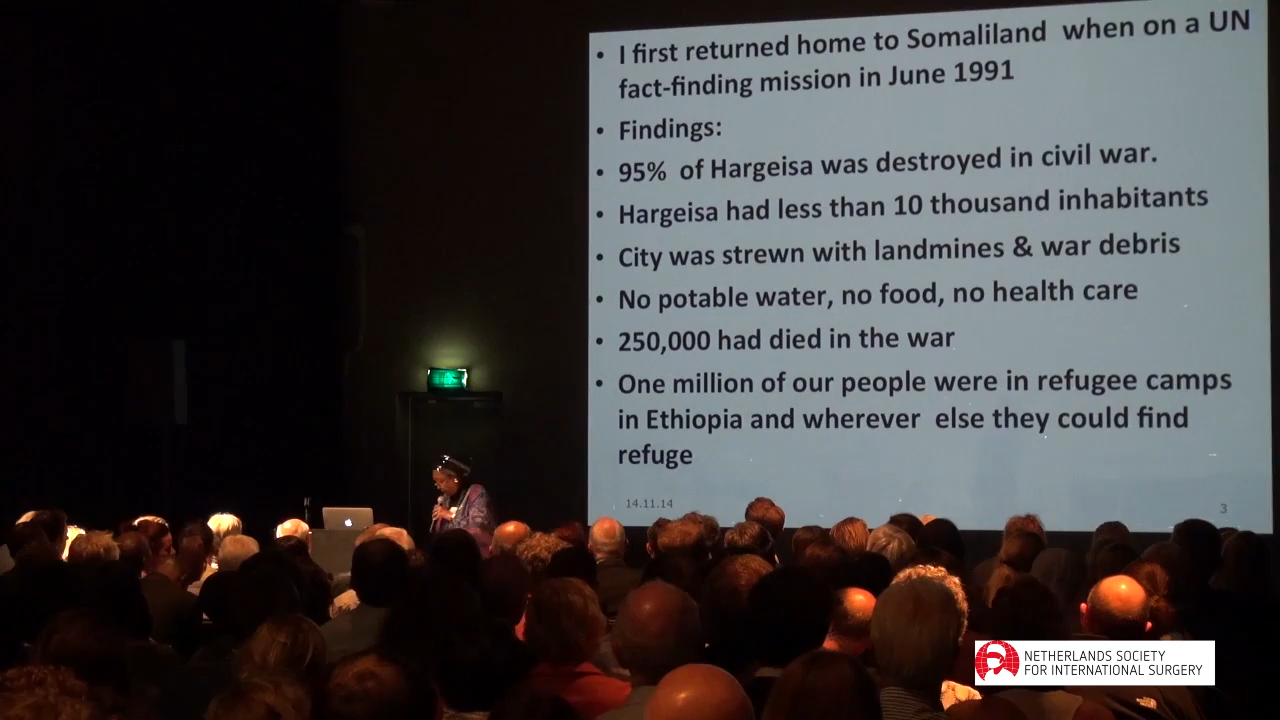 • I first returned home to Somaliland when on a UN
fact-finding mission in June 1991
• Findings:
• 95% of Hargeisa was destroyed in civil war.
• Hargeisa had less than 10 thousand inhabitants
• City was strewn with landmines & war debris
• No potable water, no food, no health care
• 250,000 had died in the war
• One million of our people were in refugee camps
in Ethiopia and wherever else they could find
refuge
14.11.14
3
NETHERLANDS SOCIETY
FOR INTERNATIONAL SURGERY